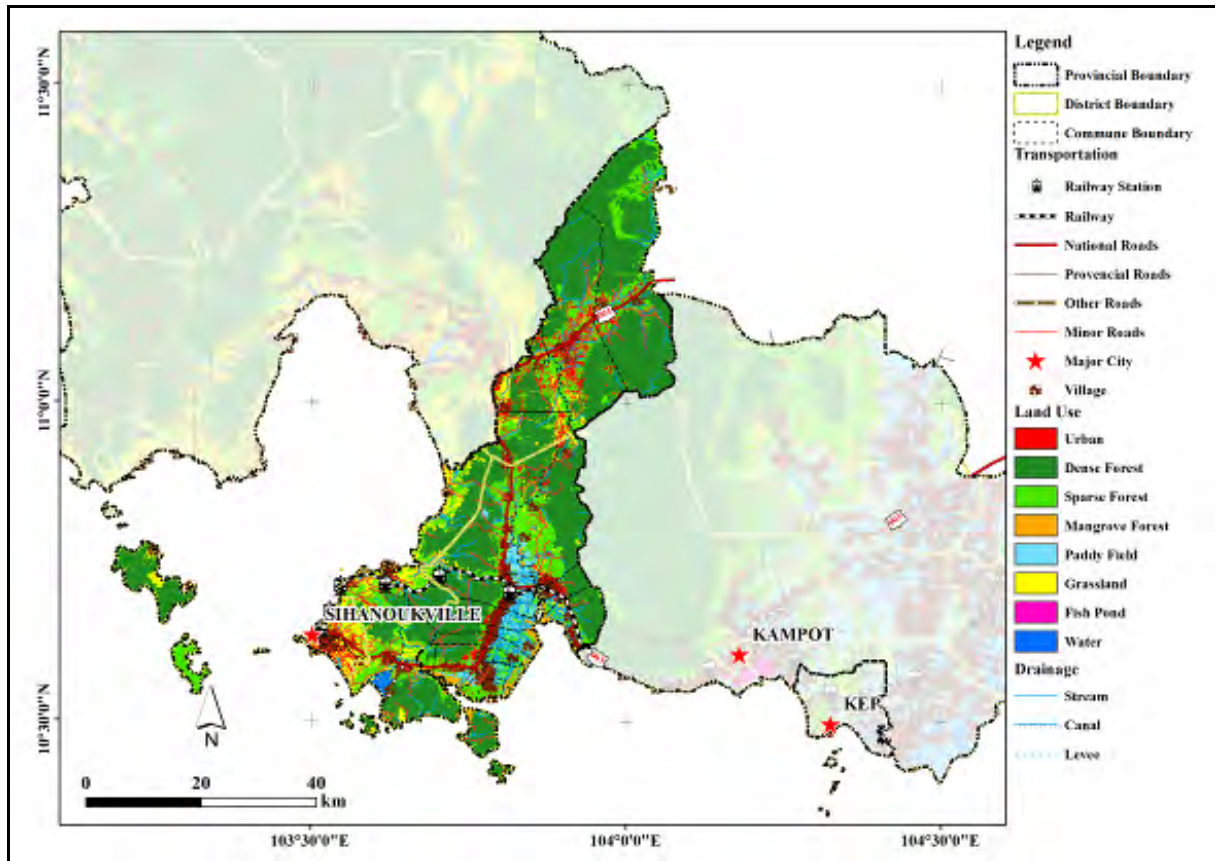 11°30'0"N
11°0'0"N
10°30'0"N
103°30'0"E
104°0'0"E
104°30'0"E
SIHANOUKVILLE
KAMPOT
KEP
N
0 20 40
km
Legend
Provincial Boundary
District Boundary
Commune Boundary
Transportation
Railway Station
Railway
National Roads
Provencial Roads
Other Roads
Minor Roads
Major City
Village
Land Use
Urban
Dense Forest
Sparse Forest
Mangrove Forest
Paddy Field
Grassland
Fish Pond
Water
Drainage
Stream
Canal
Levee